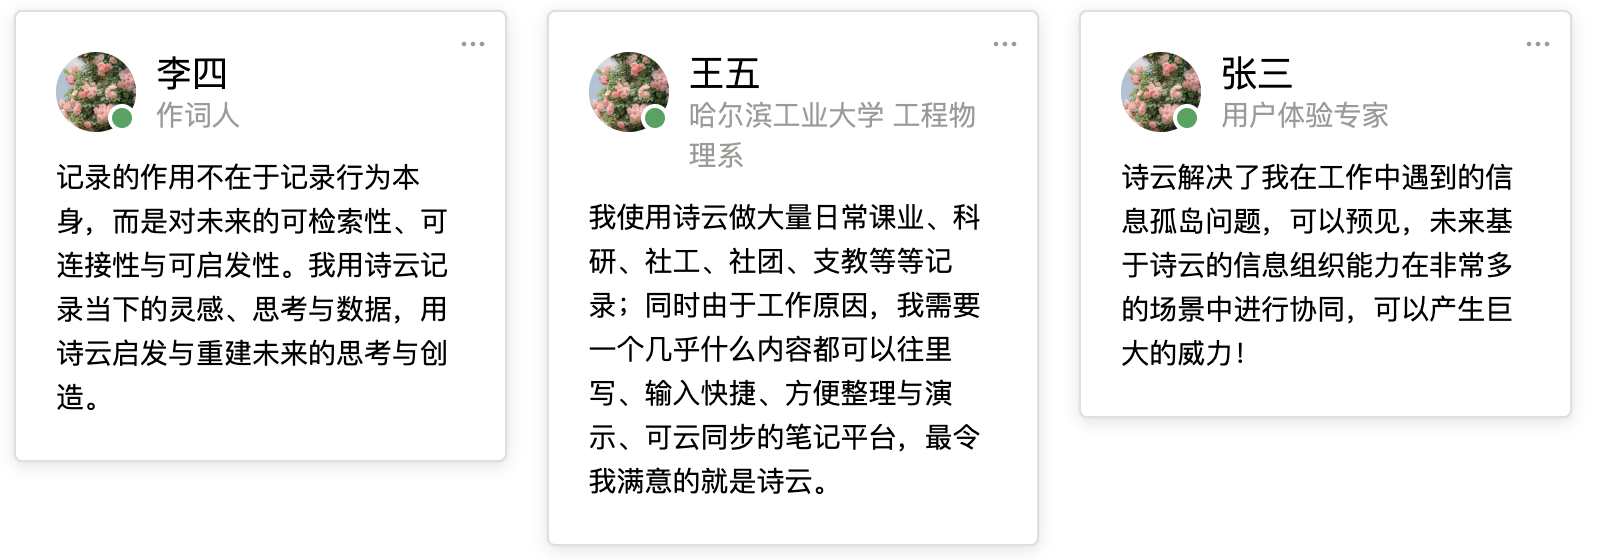 李四
作词人
记录的作用不在于记录行为本
身，而是对未来的可检索性、可
连接性与可启发性。我用诗云记
录当下的灵感、思考与数据，用
诗云启发与重建未来的思考与创
造。
王五
哈尔滨工业大学 工程物
理系
我使用诗云做大量日常课业、科
研、社工、社团、支教等等记
录；同时由于工作原因，我需要
一个几乎什么内容都可以往里
写、输入快捷、方便整理与演
示、可云同步的笔记平台，最令
我满意的就是诗云。
张三
用户体验专家
诗云解决了我在工作中遇到的信
息孤岛问题，可以预见，未来基
于诗云的信息组织能力在非常多
的场景中进行协同，可以产生巨
大的威力！